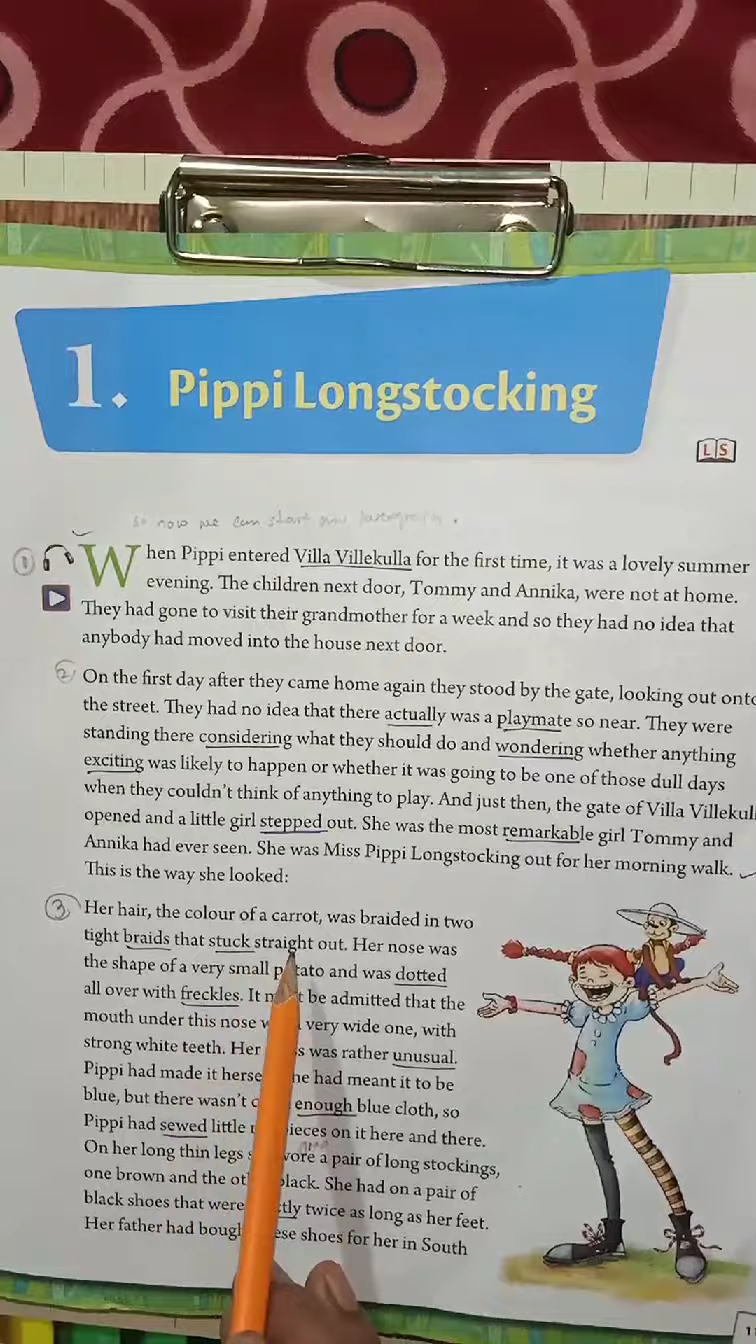 1. Pippi Longstocking
LS
so now we can start our paragraph.
1 When Pippi entered Villa Villekulla for the first time, it was a lovely summer
evening. The children next door, Tommy and Annika, were not at home.
They had gone to visit their grandmother for a week and so they had no idea that
anybody had moved into the house next door.
2 On the first day after they came home again they stood by the gate, looking out onto
the street. They had no idea that there actually was a playmate so near. They were
standing there considering what they should do and wondering whether anything
exciting was likely to happen or whether it was going to be one of those dull days
when they couldn't think of anything to play. And just then, the gate of Villa
opened and a little girl stepped out. She was the most remarkable girl Tommy and
Annika had ever seen. She was Miss Pippi Longstocking out for her morning walk.
This is the way she looked:
3 Her hair, the colour of a carrot, was braided in two
tight braids that stuck straight out. Her nose was
the shape of a very small potato and was dotted
all over with freckles. It be admitted that the
mouth under this nose very wide one, with
strong white teeth. Her was rather unusual.
Pippi had made it he had meant it to be
blue, but there wasn't enough blue cloth, so
Pippi had sewed little pieces on it here and there.
On her long thin legs wore a pair of long stockings,
one brown and the black. She had on a pair of
black shoes that were twice as long as her feet.
Her father had shoes for her in South